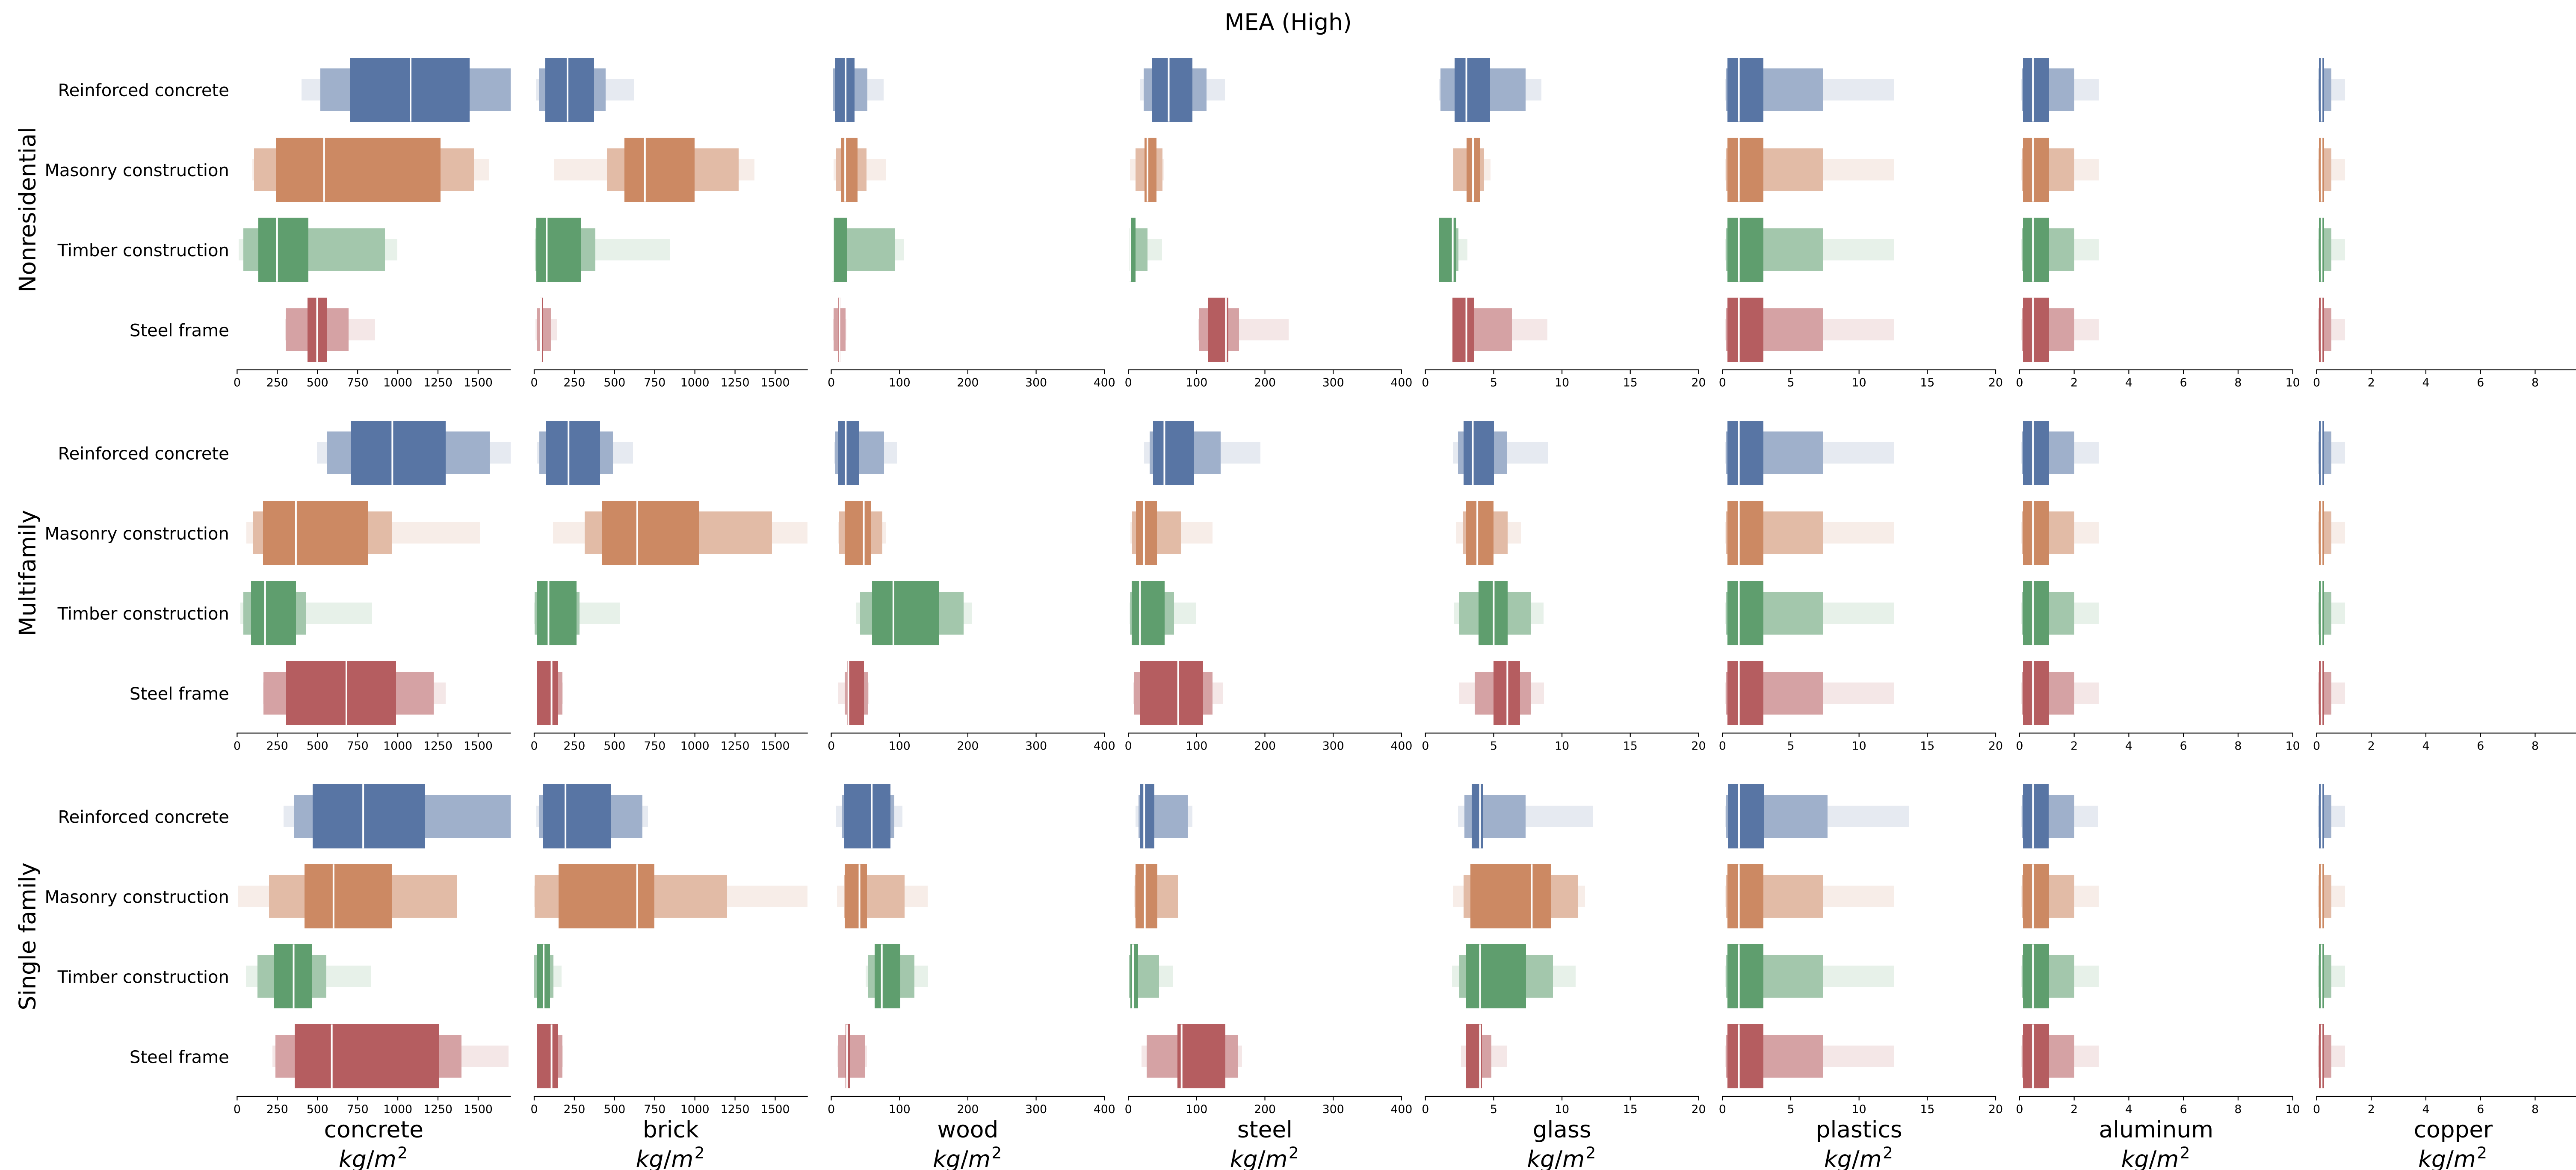 MEA (High)
Nonresidential
Reinforced concrete
Masonry construction
Timber construction
Steel frame
0 250 500 750 1000 1250 1500 0 250 500 750 1000 1250 1500 0 100 200 300 400 0 100 200 300 400 0 5 10 15 20 0 5 10 15 20 0 2 4 6 8 10 0 2 4 6 8
Multifamily
Reinforced concrete
Masonry construction
Timber construction
Steel frame
0 250 500 750 1000 1250 1500 0 250 500 750 1000 1250 1500 0 100 200 300 400 0 100 200 300 400 0 5 10 15 20 0 5 10 15 20 0 2 4 6 8 10 0 2 4 6 8
Single family
Reinforced concrete
Masonry construction
Timber construction
Steel frame
0 250 500 750 1000 1250 1500 0 250 500 750 1000 1250 1500 0 100 200 300 400 0 100 200 300 400 0 5 10 15 20 0 5 10 15 20 0 2 4 6 8 10 0 2 4 6 8
concrete brick wood steel glass plastics aluminum copper
kg/m² kg/m² kg/m² kg/m² kg/m² kg/m² kg/m² kg/m²